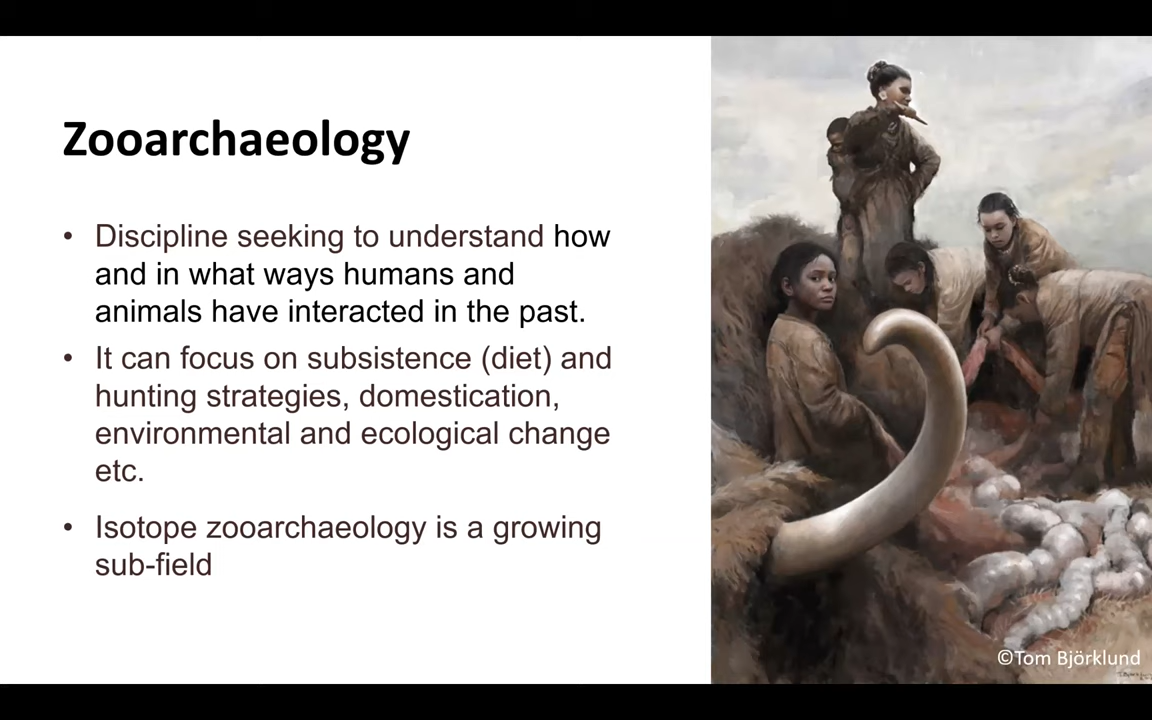 Zooarchaeology
• Discipline seeking to understand how
and in what ways humans and
animals have interacted in the past.
• It can focus on subsistence (diet) and
hunting strategies, domestication,
environmental and ecological change
etc.
• Isotope zooarchaeology is a growing
sub-field
©Tom Björklund